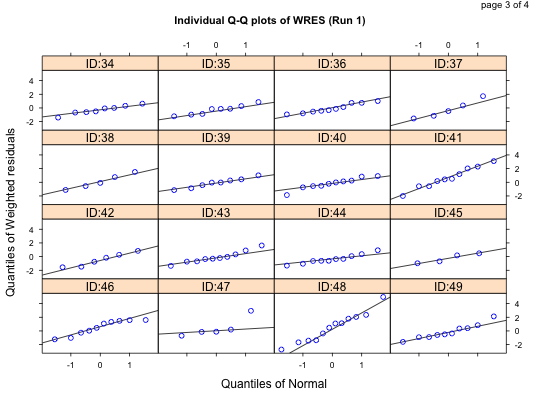 page 3 of 4
Individual Q-Q plots of WRES (Run 1)
-1 0 1 -1 0 1
ID:34 ID:35 ID:36 ID:37
4
2
0
-2
ID:38 ID:39 ID:40 ID:41
4
2
0
-2
ID:42 ID:43 ID:44 ID:45
4
2
0
-2
ID:46 ID:47 ID:48 ID:49
4
2
0
-2
-1 0 1 -1 0 1
Quantiles of Normal
Quantiles of Weighted residuals